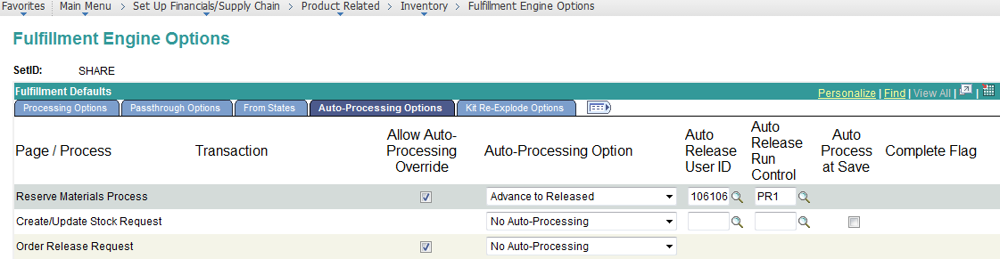 Favorites Main Menu > Set Up Financials/Supply Chain > Product Related > Inventory > Fulfillment Engine Options
Fulfillment Engine Options
SetID: SHARE
Fulfillment Defaults Personalize | Find | View All | |
Processing Options Passthrough Options From States Auto-Processing Options Kit Re-Explode Options
Page / Process Transaction Allow Auto-Processing Override Auto-Processing Option Auto Release User ID Auto Release Run Control Auto Process at Save Complete Flag
Reserve Materials Process Advance to Released 106106 PR1
Create/Update Stock Request No Auto-Processing
Order Release Request No Auto-Processing